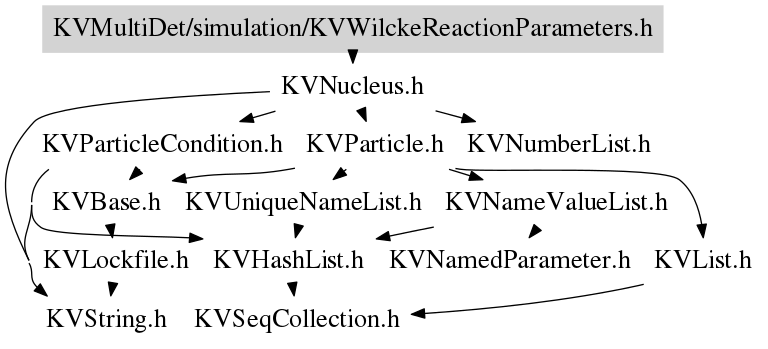 KVMultiDet/simulation/KVWilckeReactionParameters.h
KVNucleus.h
KVParticleCondition.h
KVParticle.h
KVNumberList.h
KVBase.h
KVUniqueNameList.h
KVNameValueList.h
KVLockfile.h
KVHashList.h
KVNamedParameter.h
KVList.h
KVString.h
KVSeqCollection.h